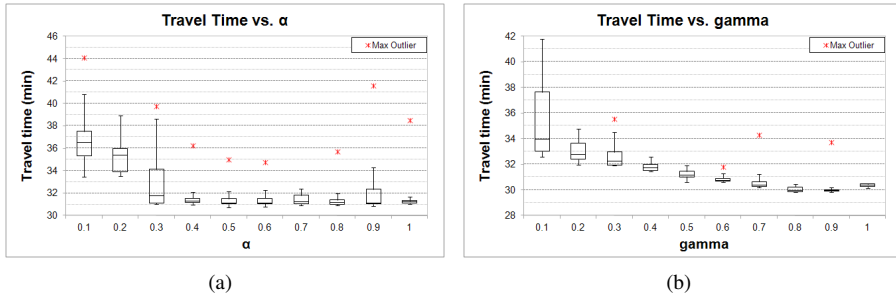 Travel Time vs. α
Max Outlier
Travel time (min)
46
44
42
40
38
36
34
32
30
0.1 0.2 0.3 0.4 0.5 0.6 0.7 0.8 0.9 1
α
(a)
Travel Time vs. gamma
Max Outlier
Travel time (min)
42
40
38
36
34
32
30
28
0.1 0.2 0.3 0.4 0.5 0.6 0.7 0.8 0.9 1
gamma
(b)